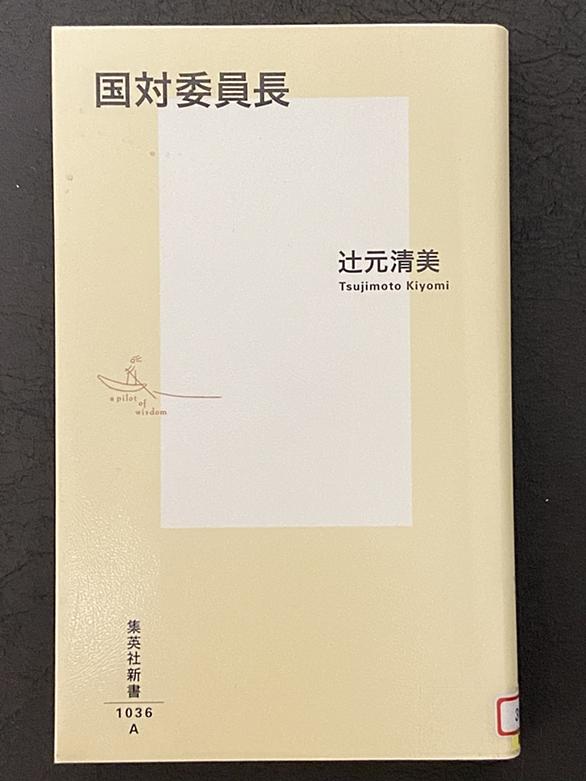 国対委員長
辻元清美
Tsujimoto Kiyomi
a pilot
of
wisdom
集英社新書
1036
A